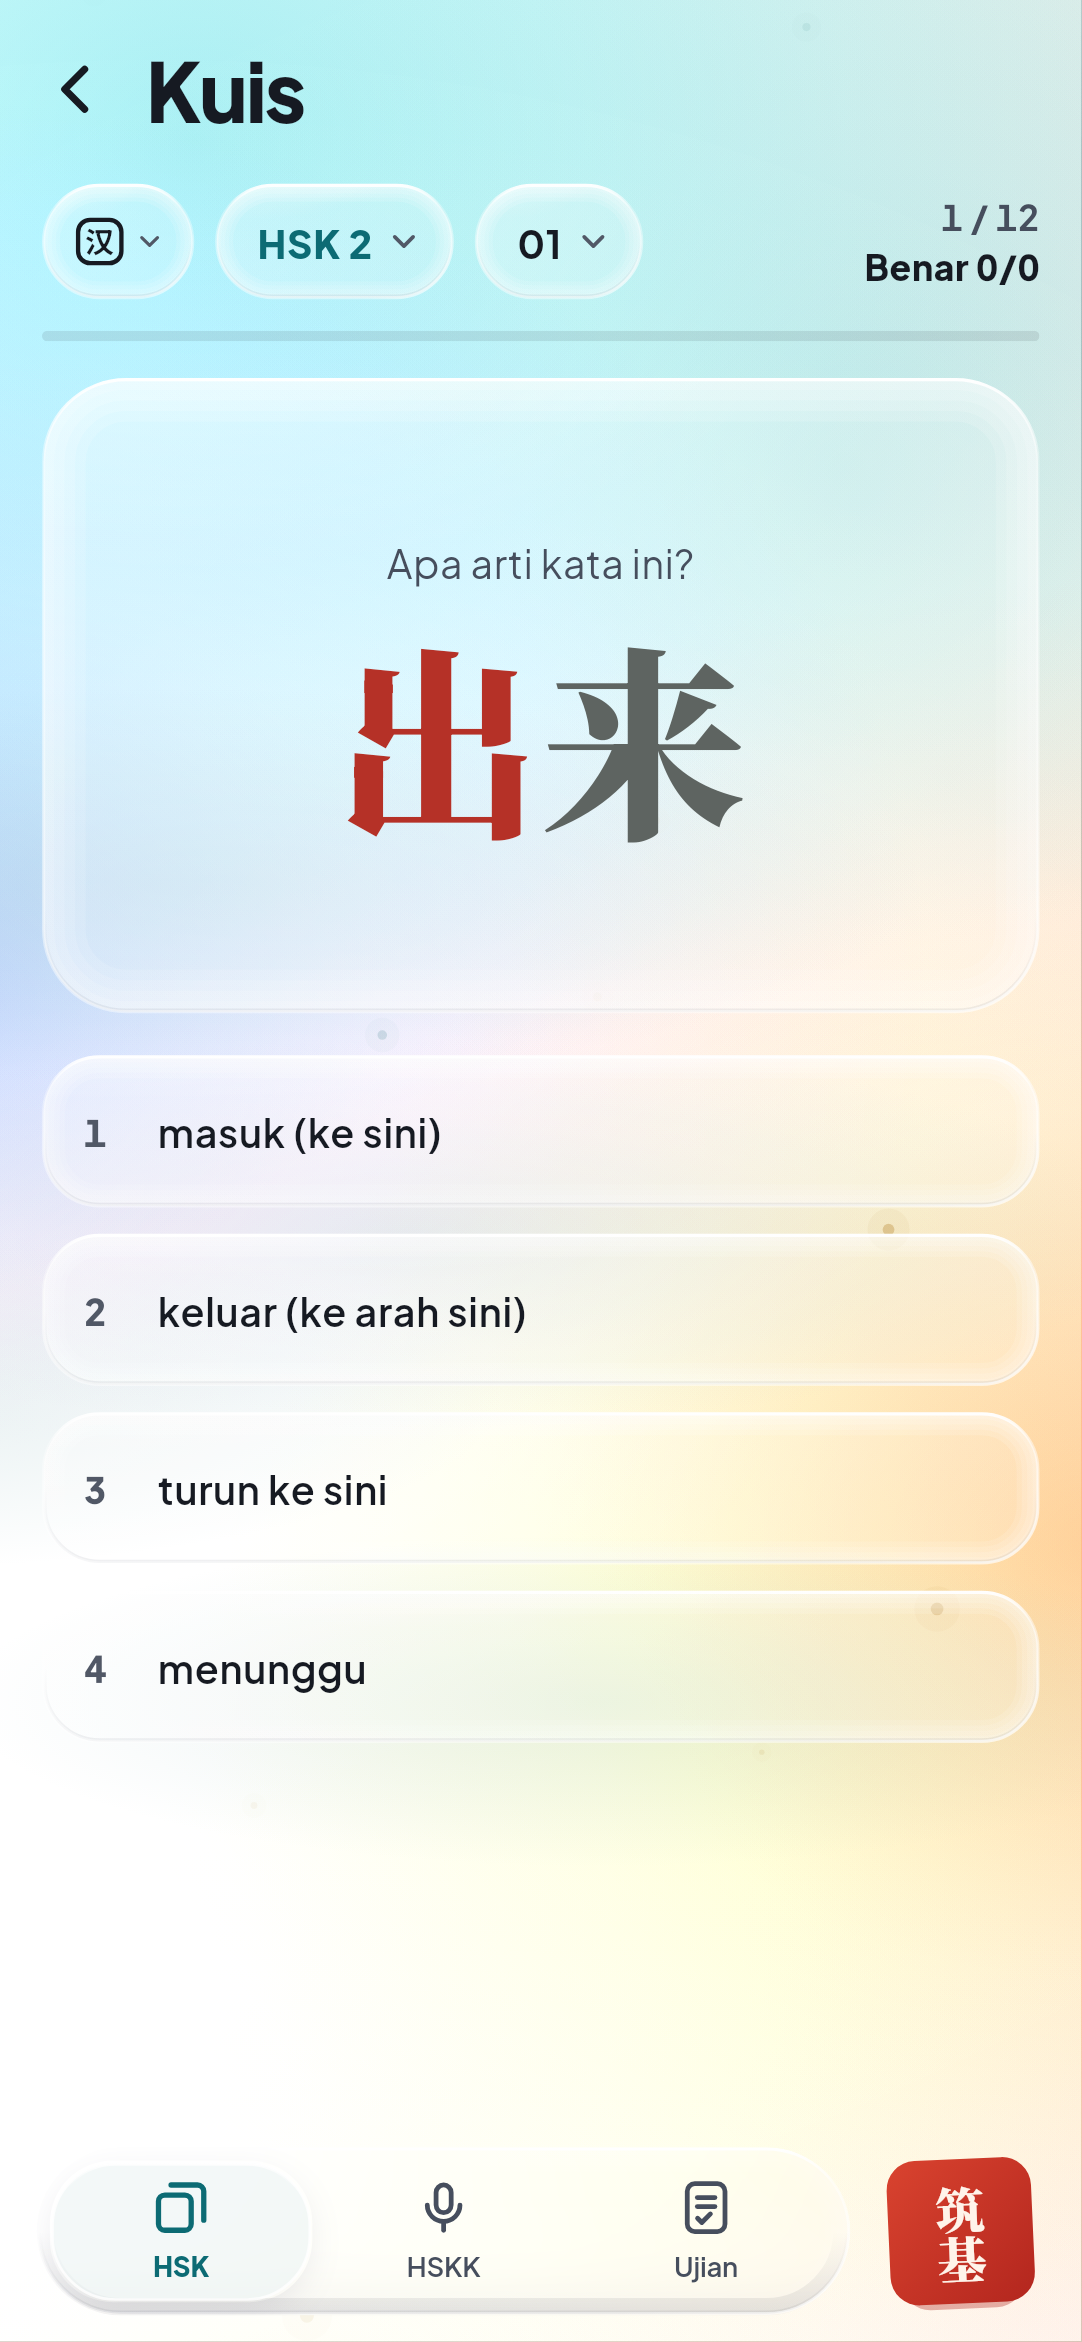 Kuis
汉
HSK 2
01
1 / 12
Benar 0/0
Apa arti kata ini?
出来
1 masuk (ke sini)
2 keluar (ke arah sini)
3 turun ke sini
4 menunggu
HSK
HSKK
Ujian
筑
基